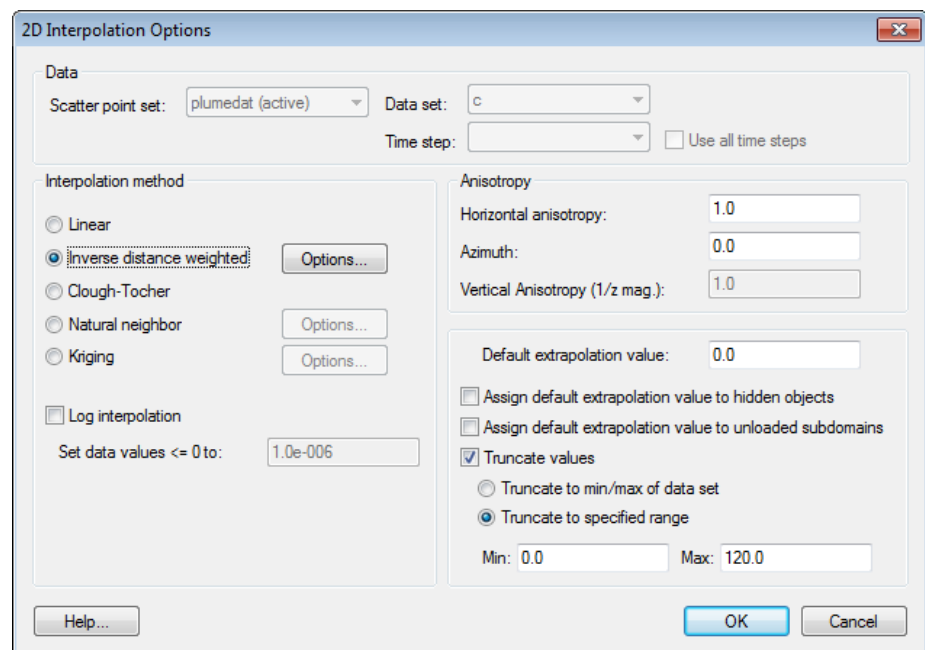 2D Interpolation Options
Data
Scatter point set: plumedat (active) Data set: c
Time step: Use all time steps
Interpolation method
Linear
Inverse distance weighted Options...
Clough-Tocher
Natural neighbor Options...
Kriging Options...
Log interpolation
Set data values <= 0 to: 1.0e-006
Anisotropy
Horizontal anisotropy: 1.0
Azimuth: 0.0
Vertical Anisotropy (1/z mag.): 1.0
Default extrapolation value: 0.0
Assign default extrapolation value to hidden objects
Assign default extrapolation value to unloaded subdomains
Truncate values
Truncate to min/max of data set
Truncate to specified range
Min: 0.0 Max: 120.0
Help... OK Cancel